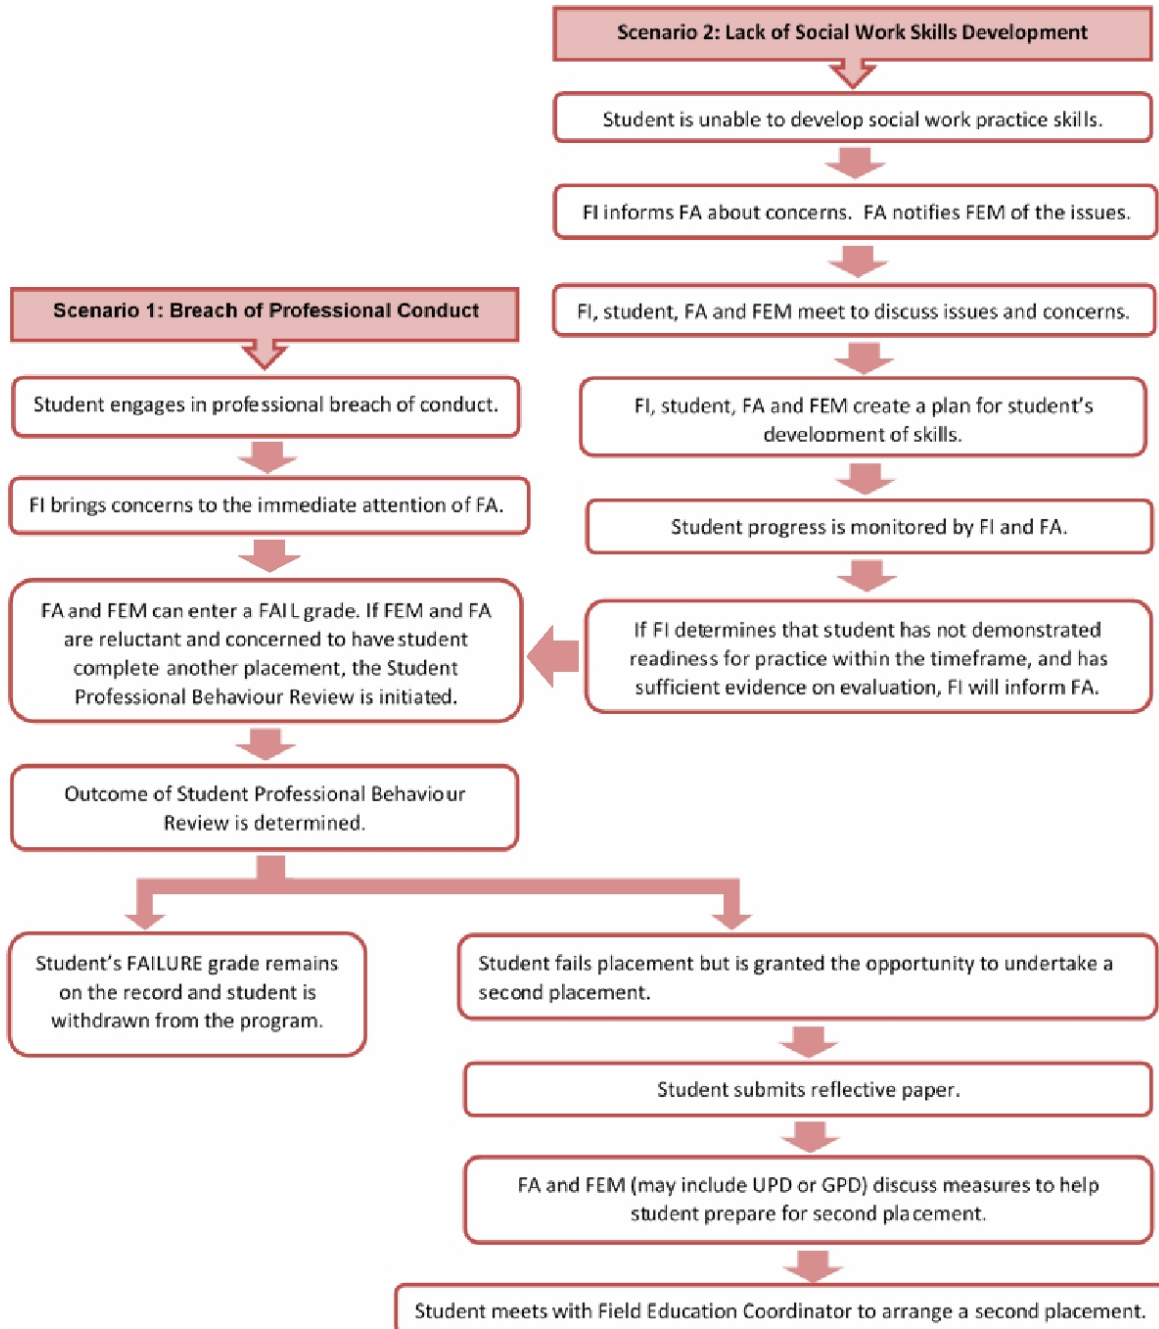 Scenario 2: Lack of Social Work Skills Development
Student is unable to develop social work practice skills.
FI informs FA about concerns. FA notifies FEM of the issues.
FI, student, FA and FEM meet to discuss issues and concerns.
FI, student, FA and FEM create a plan for student's
development of skills.
Student progress is monitored by FI and FA.
If FI determines that student has not demonstrated
readiness for practice within the timeframe, and has
sufficient evidence on evaluation, FI will inform FA.
Scenario 1: Breach of Professional Conduct
Student engages in professional breach of conduct.
FI brings concerns to the immediate attention of FA.
FA and FEM can enter a FAIL grade. If FEM and FA
are reluctant and concerned to have student
complete another placement, the Student
Professional Behaviour Review is initiated.
Outcome of Student Professional Behaviour
Review is determined.
Student's FAILURE grade remains
on the record and student is
withdrawn from the program.
Student fails placement but is granted the opportunity to undertake a
second placement.
Student submits reflective paper.
FA and FEM (may include UPD or GPD) discuss measures to help
student prepare for second placement.
Student meets with Field Education Coordinator to arrange a second placement.